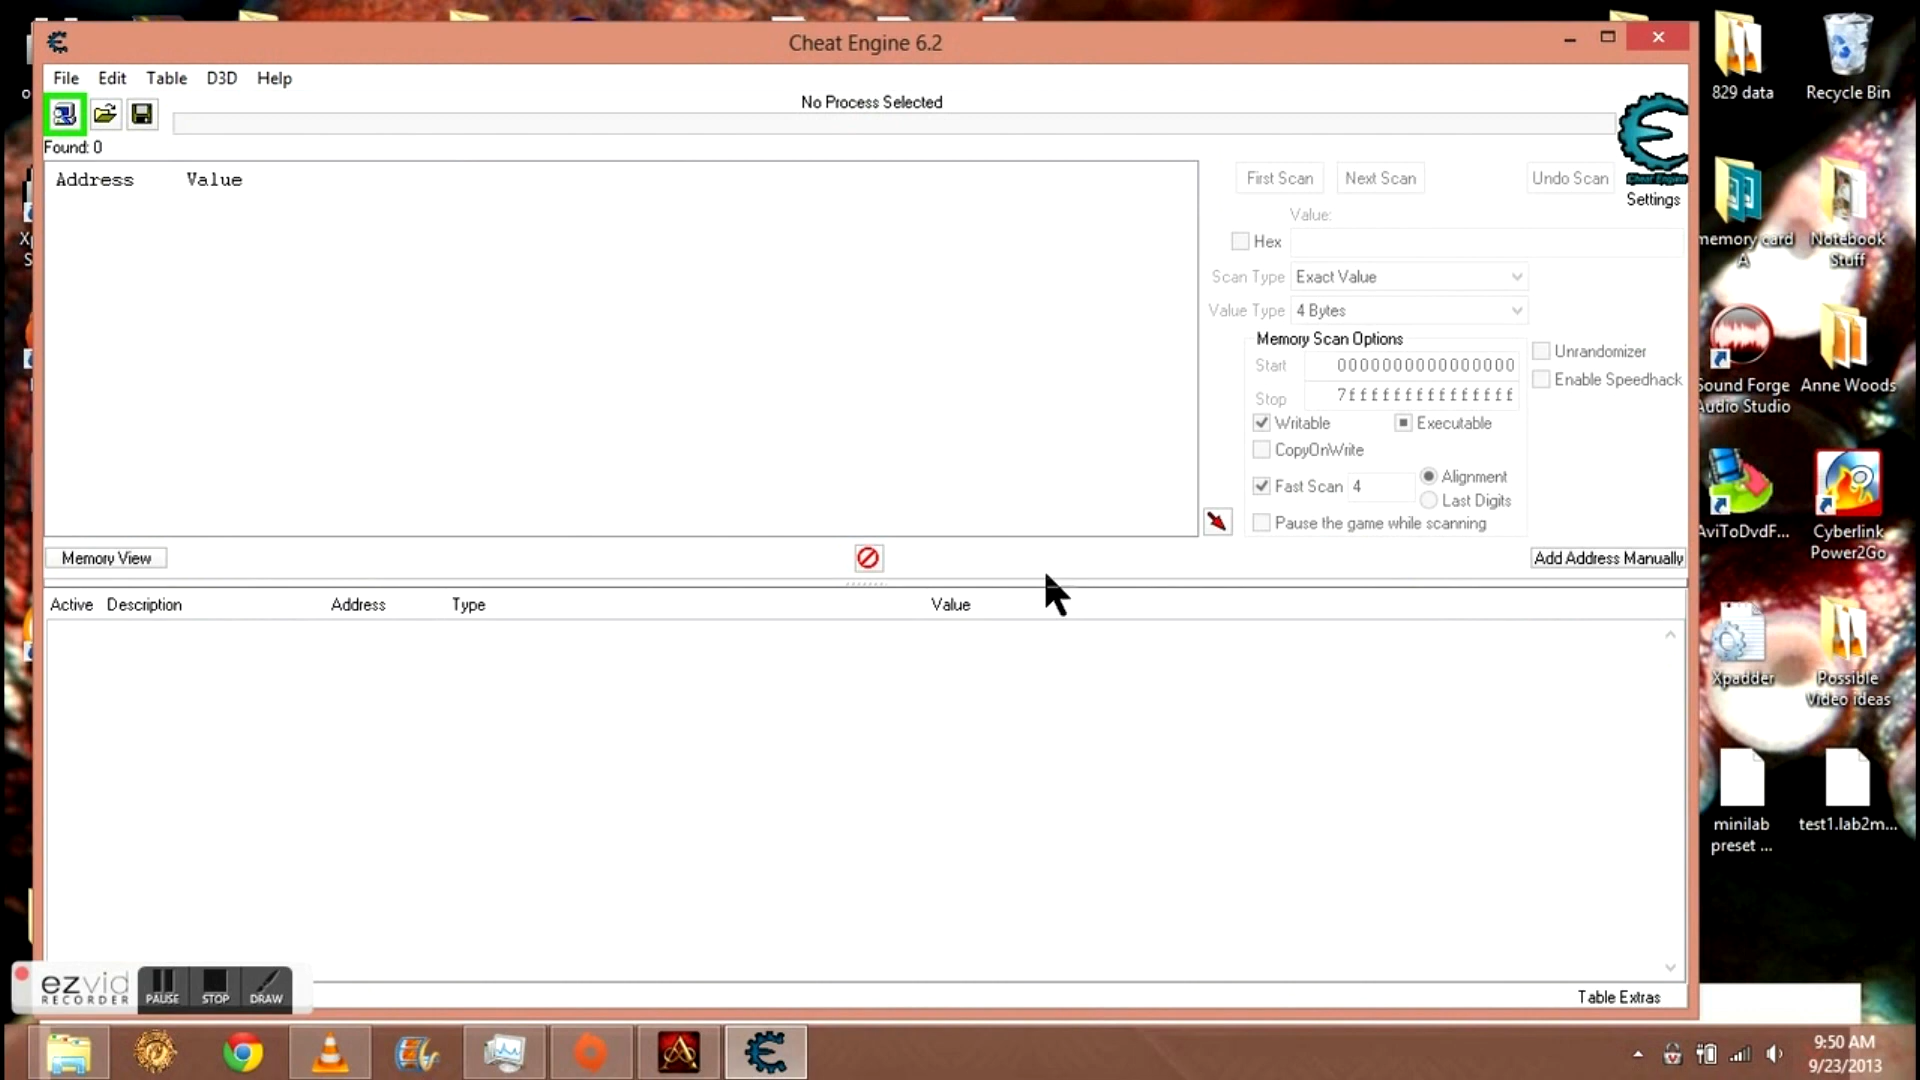 Cheat Engine 6.2
File Edit Table D3D Help
No Process Selected
Found: 0
Address Value
First Scan Next Scan Undo Scan
Cheat Engine
Settings
Value:
Hex
Scan Type Exact Value
Value Type 4 Bytes
Memory Scan Options
Start 0000000000000000
Stop 7fffffffffffffff
Writable Executable
CopyOnWrite
Fast Scan 4 Alignment
Last Digits
Pause the game while scanning
Unrandomizer
Enable Speedhack
Memory View
Add Address Manually
Active Description Address Type Value
Table Extras
ezvid
RECORDER
PAUSE STOP DRAW
829 data
Recycle Bin
memory card
A
Notebook
Stuff
Sound Forge
Audio Studio
Anne Woods
AviToDvdF...
Cyberlink
Power2Go
Xpadder
Possible
Video ideas
minilab
preset ...
test1.lab2m...
9:50 AM
9/23/2013